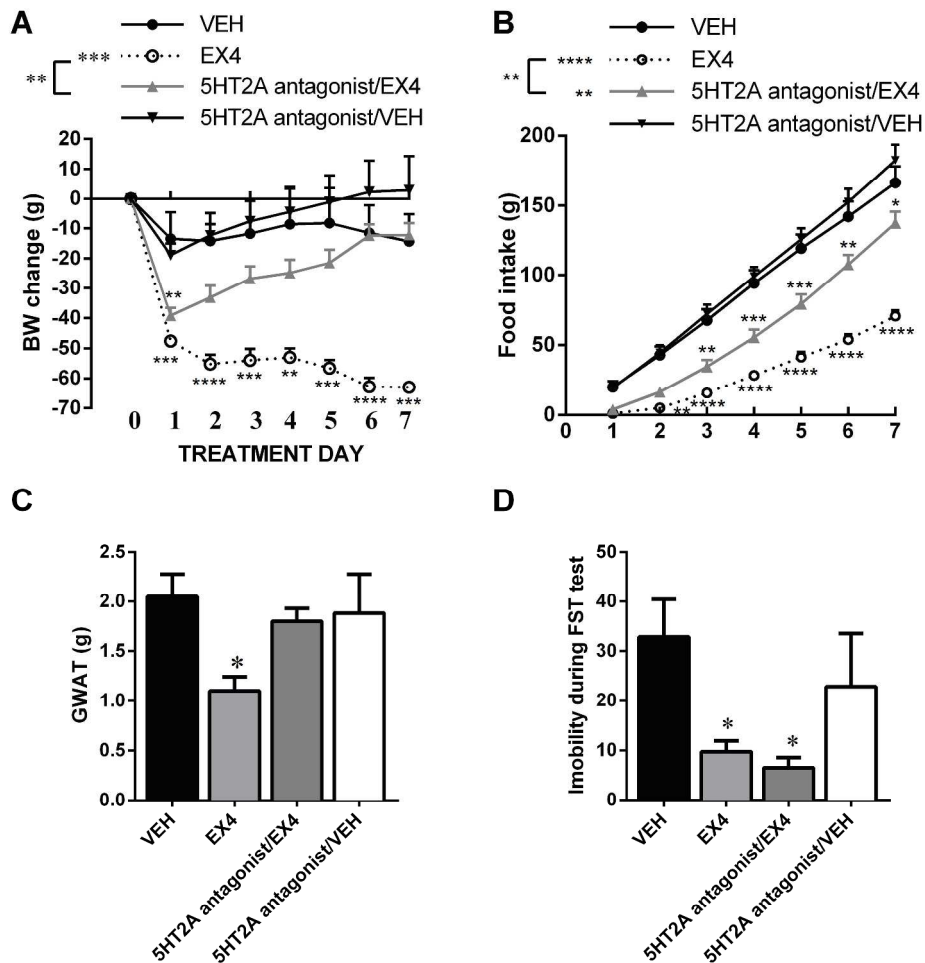 A
VEH
*** EX4
** 5HT2A antagonist/EX4
5HT2A antagonist/VEH
BW change (g)
20
10
0
-10
-20
-30
-40
-50
-60
-70
**
*** **** *** ** *** **** ***
0 1 2 3 4 5 6 7
TREATMENT DAY
B
VEH
**** EX4
** ** 5HT2A antagonist/EX4
5HT2A antagonist/VEH
Food intake (g)
200
150
100
50
0
** *** *** ** *
** **** **** **** **** ****
0 1 2 3 4 5 6 7
C
GWAT (g)
2.5
2.0
1.5
1.0
0.5
0.0
*
VEH
EX4
5HT2A antagonist/EX4
5HT2A antagonist/VEH
D
Imobility during FST test
50
40
30
20
10
0
* *
VEH
EX4
5HT2A antagonist/EX4
5HT2A antagonist/VEH